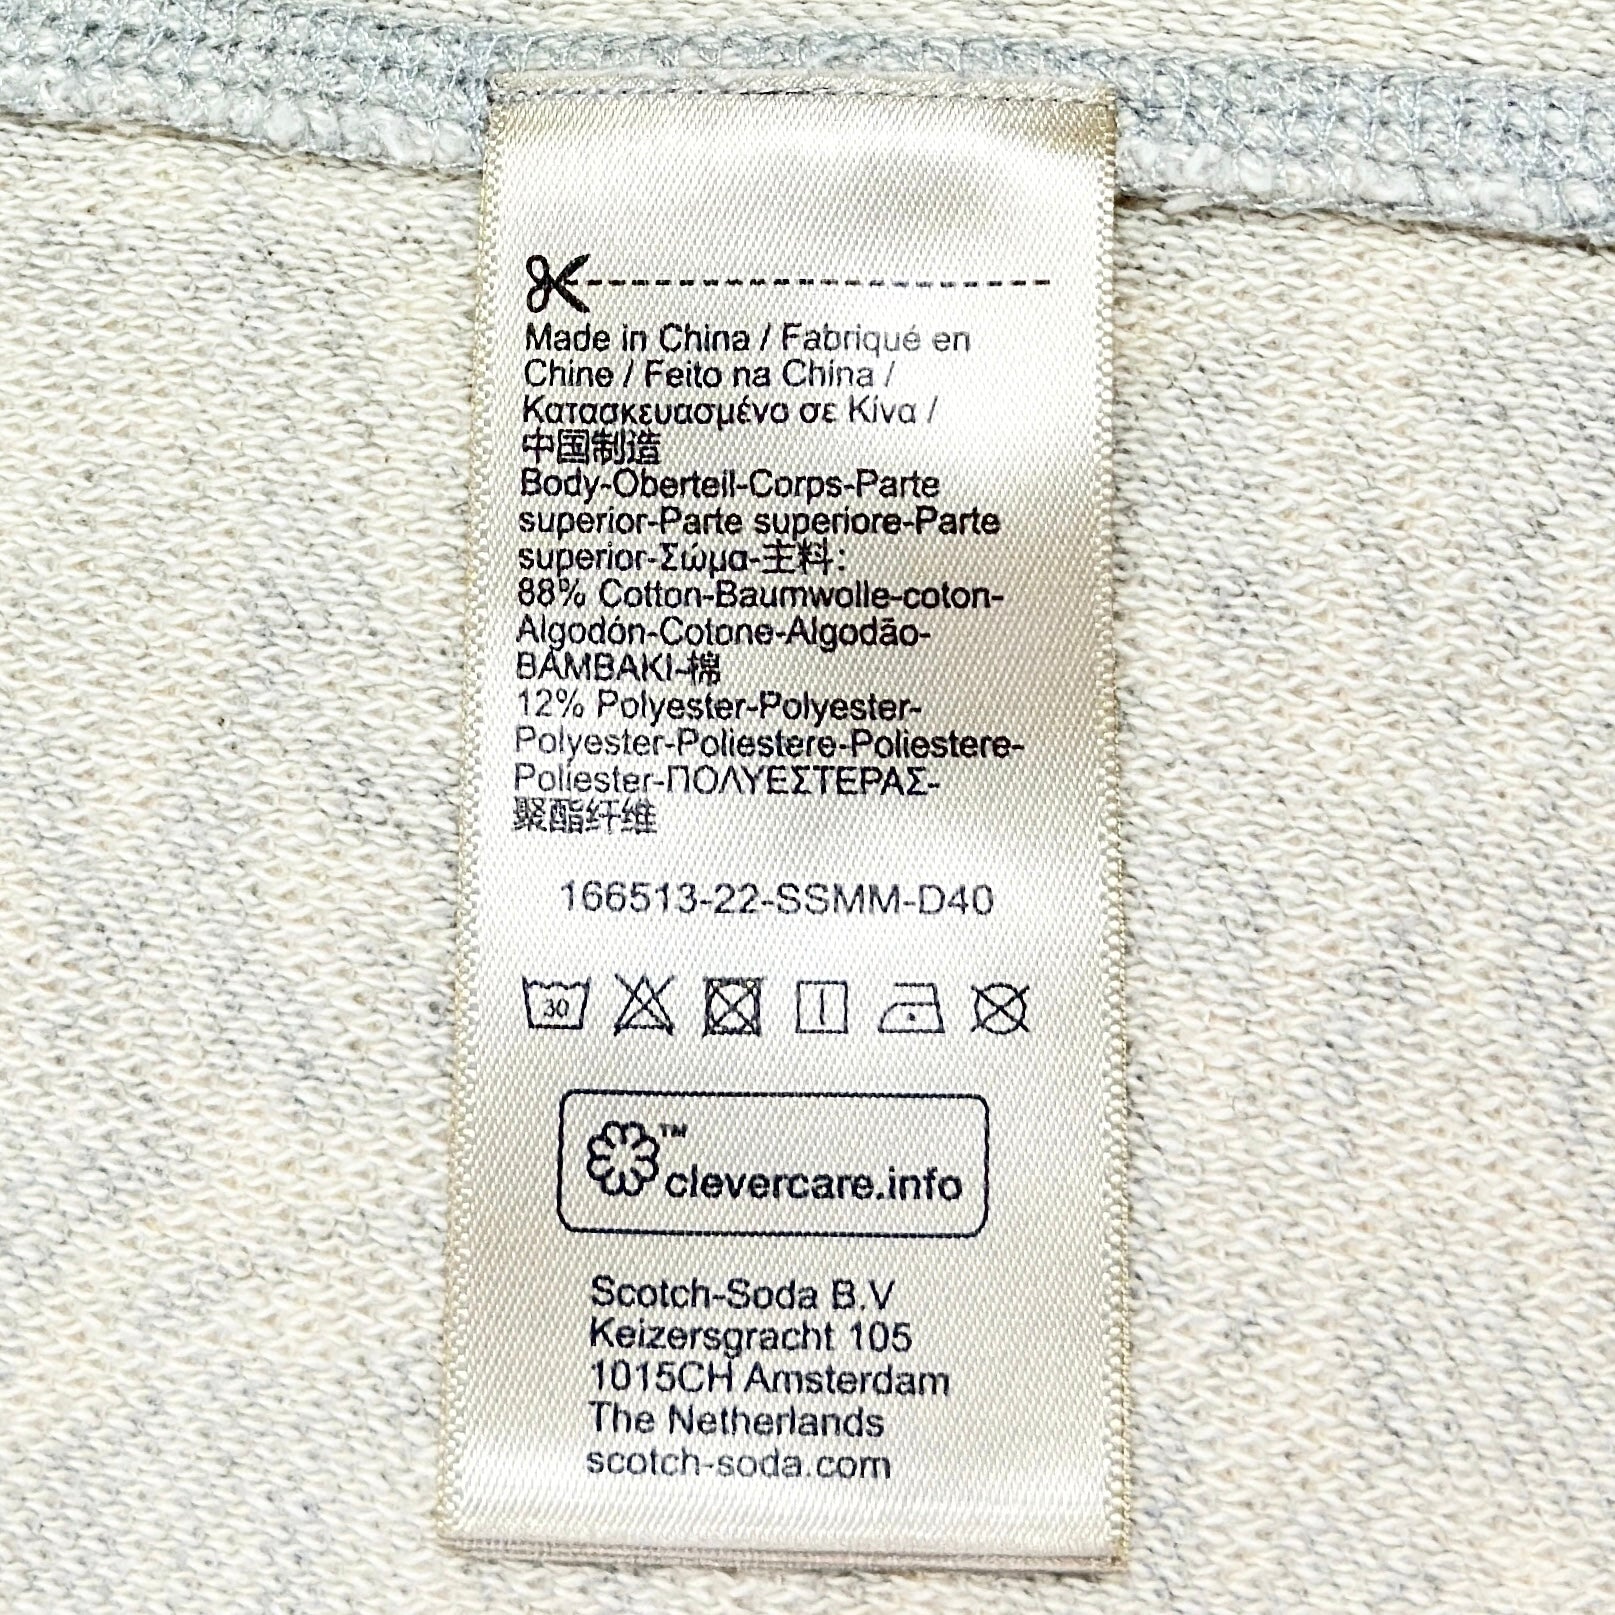 Made in China / Fabriqué en
Chine / Feito na China /
Κατασκευασμένο σε Κίνα /
中国制造
Body-Oberteil-Corps-Parte
superior-Parte superiore-Parte
superior-Σώμα-主料:
88% Cotton-Baumwolle-coton-
Algodón-Cotone-Algodão-
BAMBAKI-棉
12% Polyester-Polyester-
Polyester-Poliestere-Poliestere-
Poliester-ΠΟΛΥΕΣΤΕΡΑΣ-
聚酯纤维
166513-22-SSMM-D40
30
™
clevercare.info
Scotch-Soda B.V
Keizersgracht 105
1015CH Amsterdam
The Netherlands
scotch-soda.com